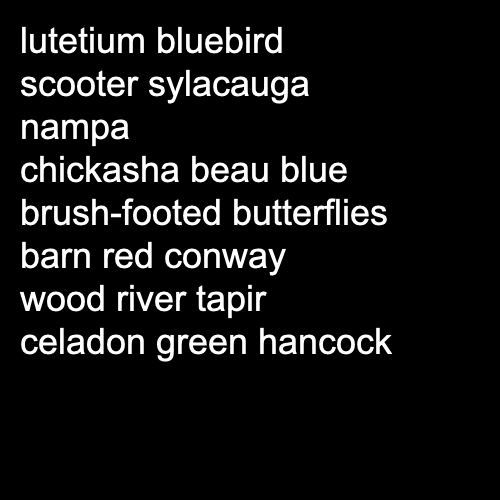 lutetium bluebird
scooter sylacauga
nampa
chickasha beau blue
brush-footed butterflies
barn red conway
wood river tapir
celadon green hancock